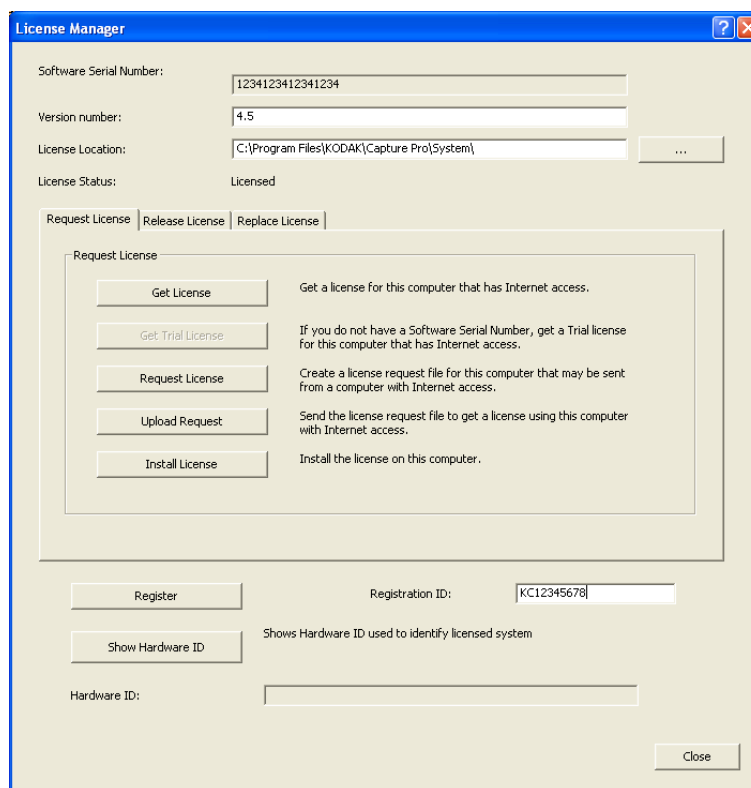 License Manager
Software Serial Number:
1234123412341234
Version number:
4.5
License Location:
C:\Program Files\KODAK\Capture Pro\System\
...
License Status:
Licensed
Request License
Release License
Replace License
Request License
Get License
Get a license for this computer that has Internet access.
Get Trial License
If you do not have a Software Serial Number, get a Trial license
for this computer that has Internet access.
Request License
Create a license request file for this computer that may be sent
from a computer with Internet access.
Upload Request
Send the license request file to get a license using this computer
with Internet access.
Install License
Install the license on this computer.
Register
Registration ID:
KC12345678
Show Hardware ID
Shows Hardware ID used to identify licensed system
Hardware ID:
Close